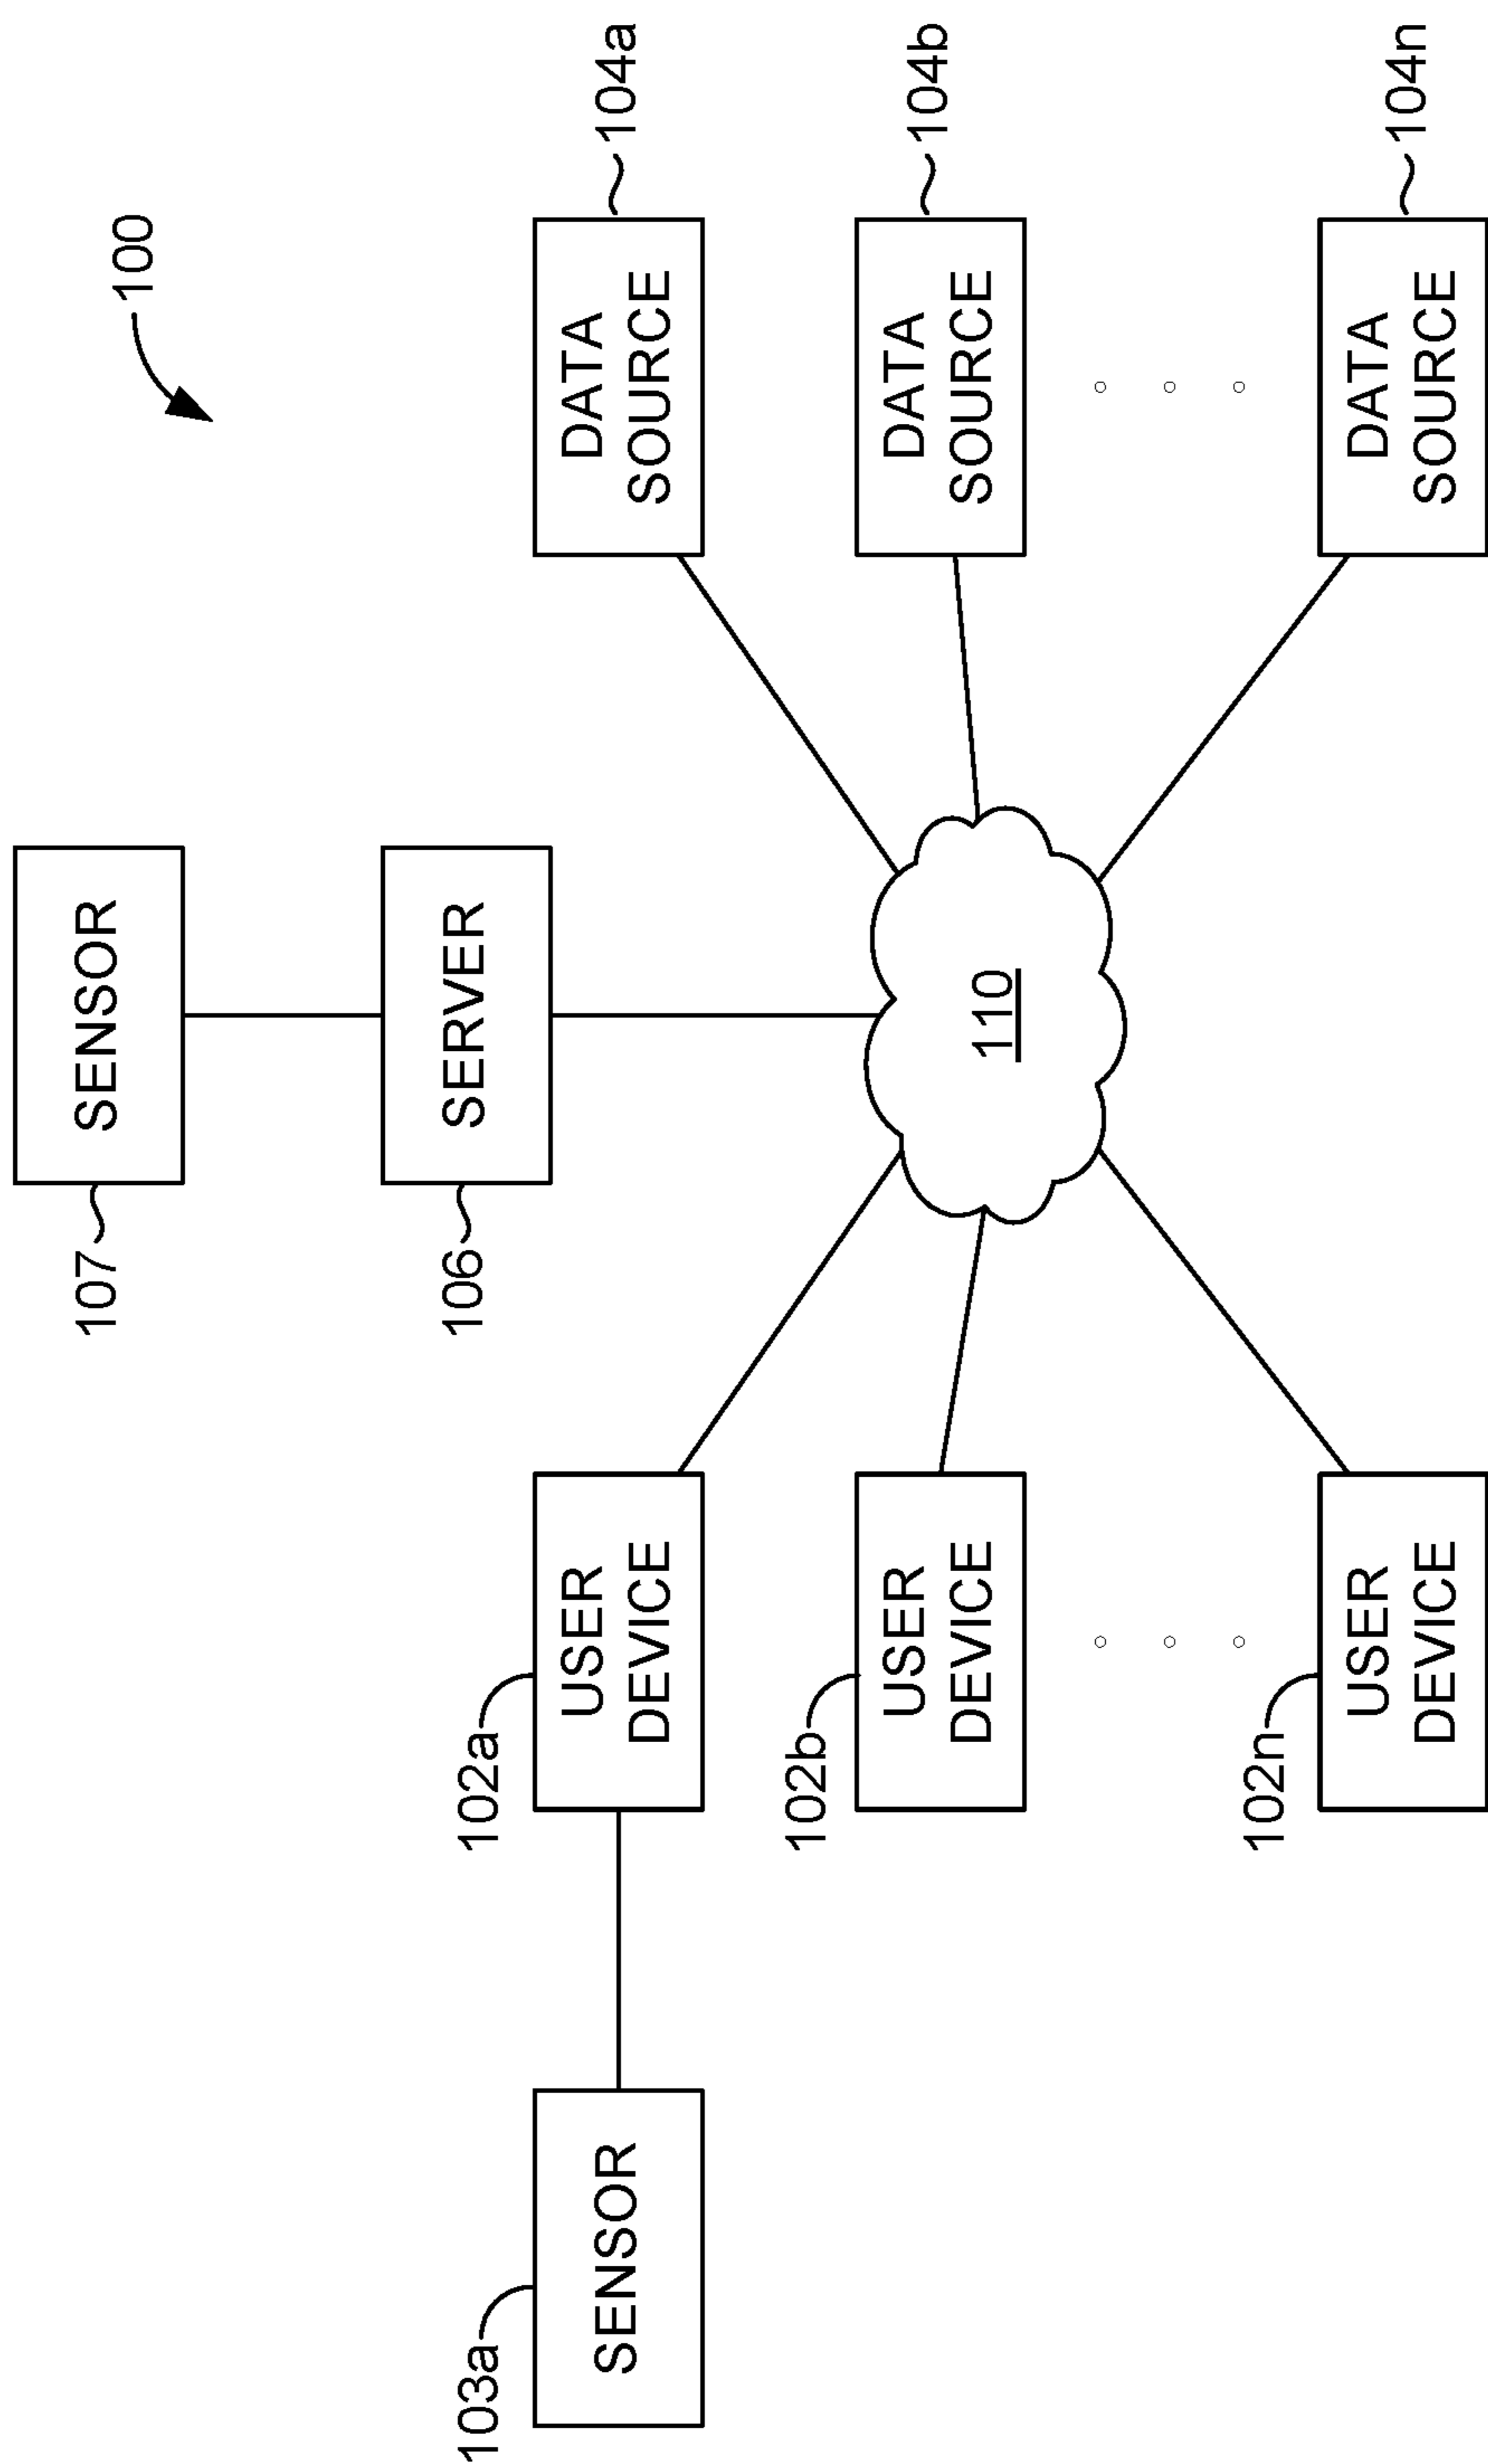 100
107
SENSOR
106
SERVER
103a
SENSOR
102a
USER
DEVICE
104a
DATA
SOURCE
110
102b
USER
DEVICE
104b
DATA
SOURCE
102n
USER
DEVICE
104n
DATA
SOURCE